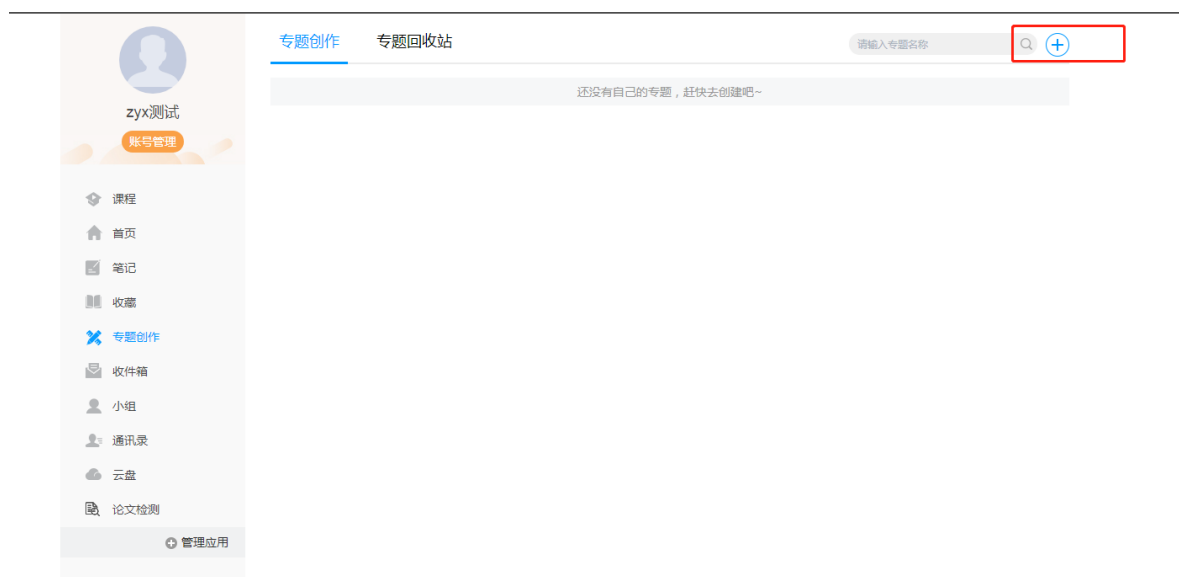 专题创作
专题回收站
请输入专题名称
还没有自己的专题，赶快去创建吧~
zyx测试
账号管理
课程
首页
笔记
收藏
专题创作
收件箱
小组
通讯录
云盘
论文检测
管理应用